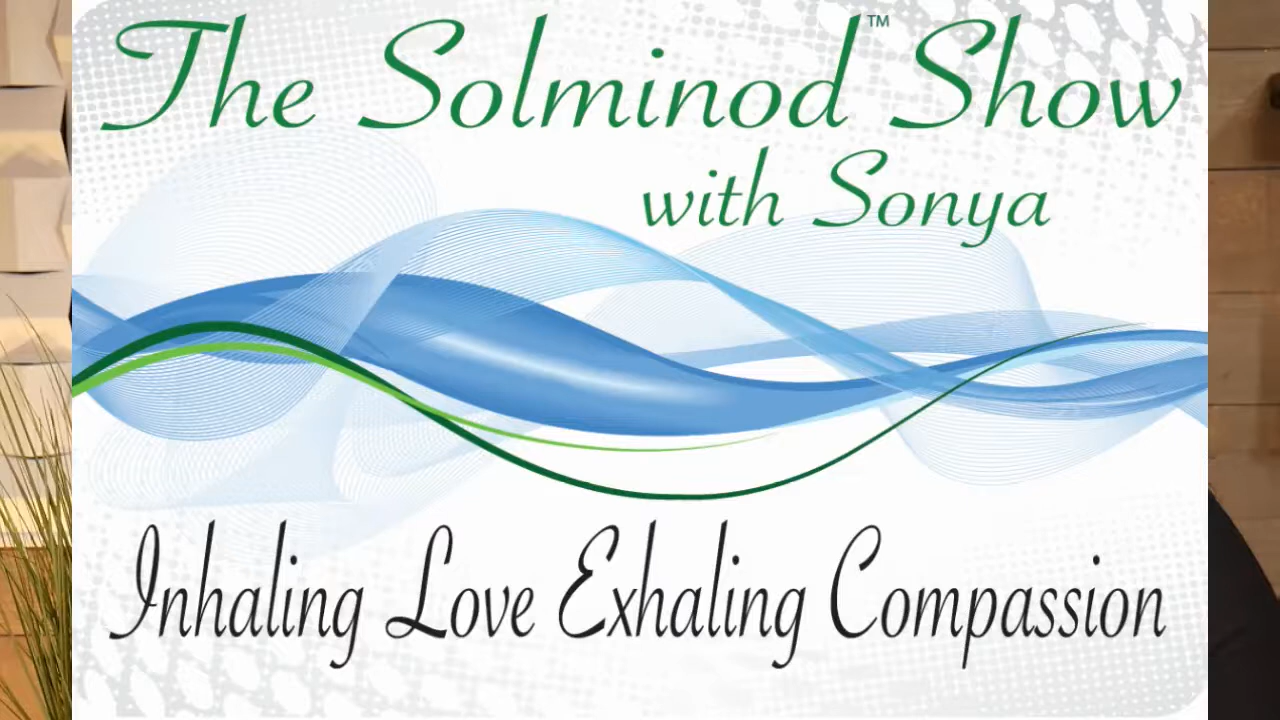 The Solminod™ Show
with Sonya
Inhaling Love Exhaling Compassion